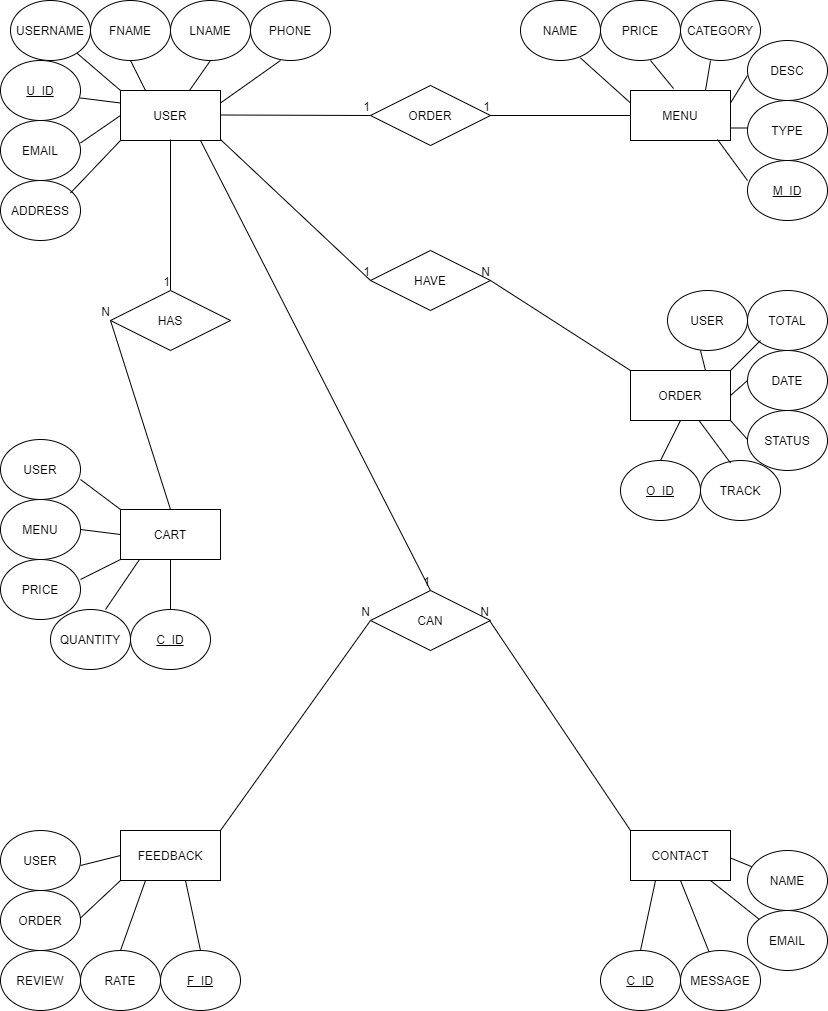 USERNAME FNAME LNAME PHONE
NAME PRICE CATEGORY
DESC
U_ID
USER
1 ORDER 1
MENU
TYPE
EMAIL
M_ID
ADDRESS
1 HAVE N
1
N HAS
USER TOTAL
DATE
ORDER
STATUS
O_ID TRACK
USER
MENU
CART
PRICE
QUANTITY C_ID
1
N CAN N
USER
FEEDBACK
CONTACT
NAME
ORDER
EMAIL
REVIEW RATE F_ID
C_ID MESSAGE